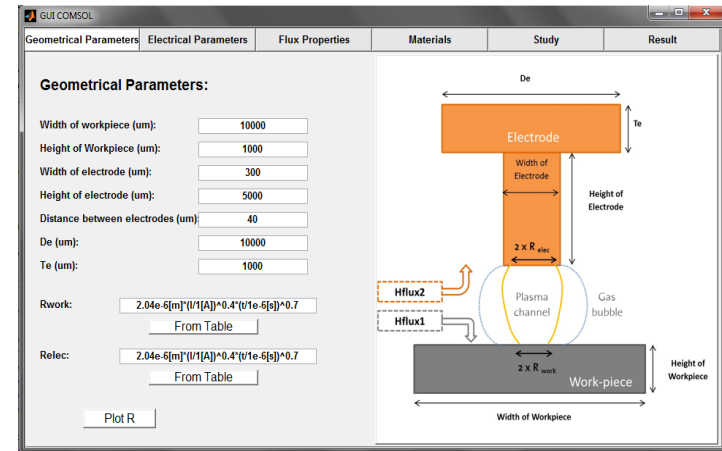 GUI COMSOL
Geometrical Parameters Electrical Parameters Flux Properties Materials Study Result
Geometrical Parameters:
Width of workpiece (um): 10000
Height of Workpiece (um): 1000
Width of electrode (um): 300
Height of electrode (um): 5000
Distance between electrodes (um): 40
De (um): 10000
Te (um): 1000
Rwork: 2.04e-6[m]*(I/1[A])^0.4*(t/1e-6[s])^0.7
From Table
Relec: 2.04e-6[m]*(I/1[A])^0.4*(t/1e-6[s])^0.7
From Table
Plot R
De
Te
Electrode
Width of
Electrode
Height of
Electrode
2 x R elec
Hflux2
Hflux1
Plasma
channel
Gas
bubble
2 x R work
Work-piece
Height of
Workpiece
Width of Workpiece